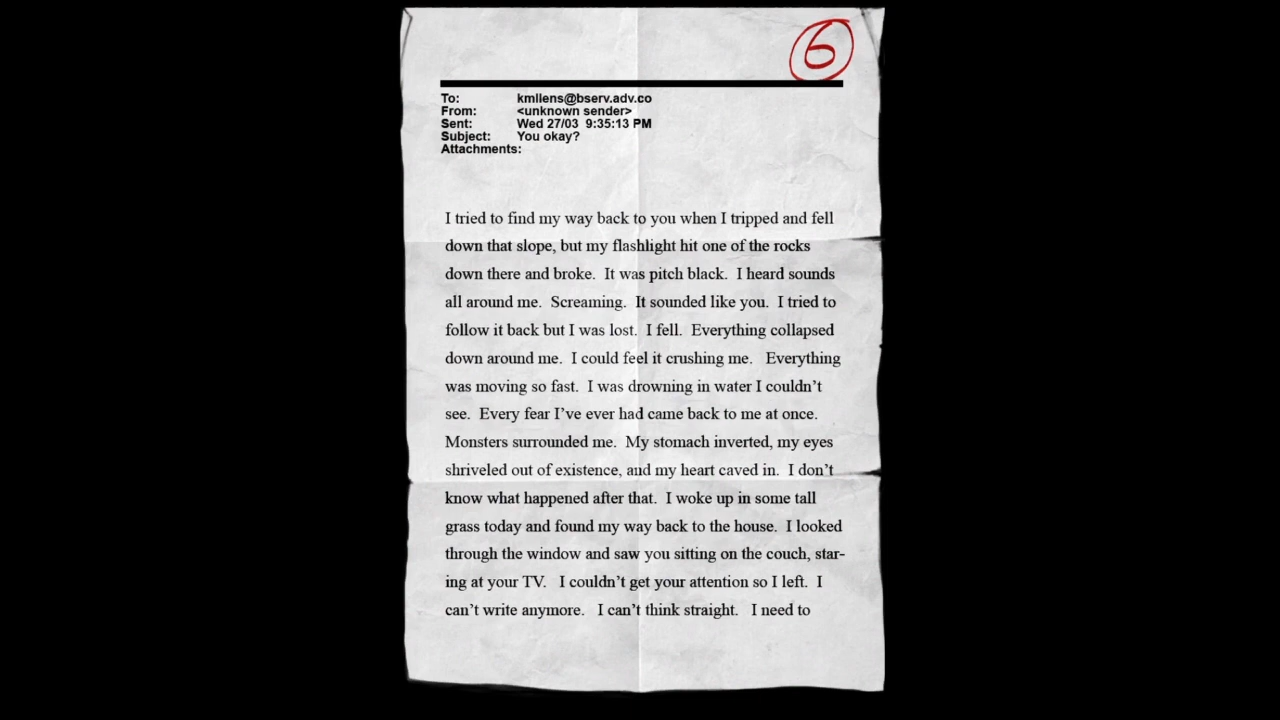 6
To: kmilens@bserv.adv.co
From: <unknown sender>
Sent: Wed 27/03 9:35:13 PM
Subject: You okay?
Attachments:
I tried to find my way back to you when I tripped and fell
down that slope, but my flashlight hit one of the rocks
down there and broke.  It was pitch black.  I heard sounds
all around me.  Screaming.  It sounded like you.  I tried to
follow it back but I was lost.  I fell.  Everything collapsed
down around me.  I could feel it crushing me.   Everything
was moving so fast.  I was drowning in water I couldn’t
see.  Every fear I’ve ever had came back to me at once.
Monsters surrounded me.  My stomach inverted, my eyes
shriveled out of existence, and my heart caved in.  I don’t
know what happened after that.  I woke up in some tall
grass today and found my way back to the house.  I looked
through the window and saw you sitting on the couch, star-
ing at your TV.   I couldn’t get your attention so I left.  I
can’t write anymore.   I can’t think straight.   I need to